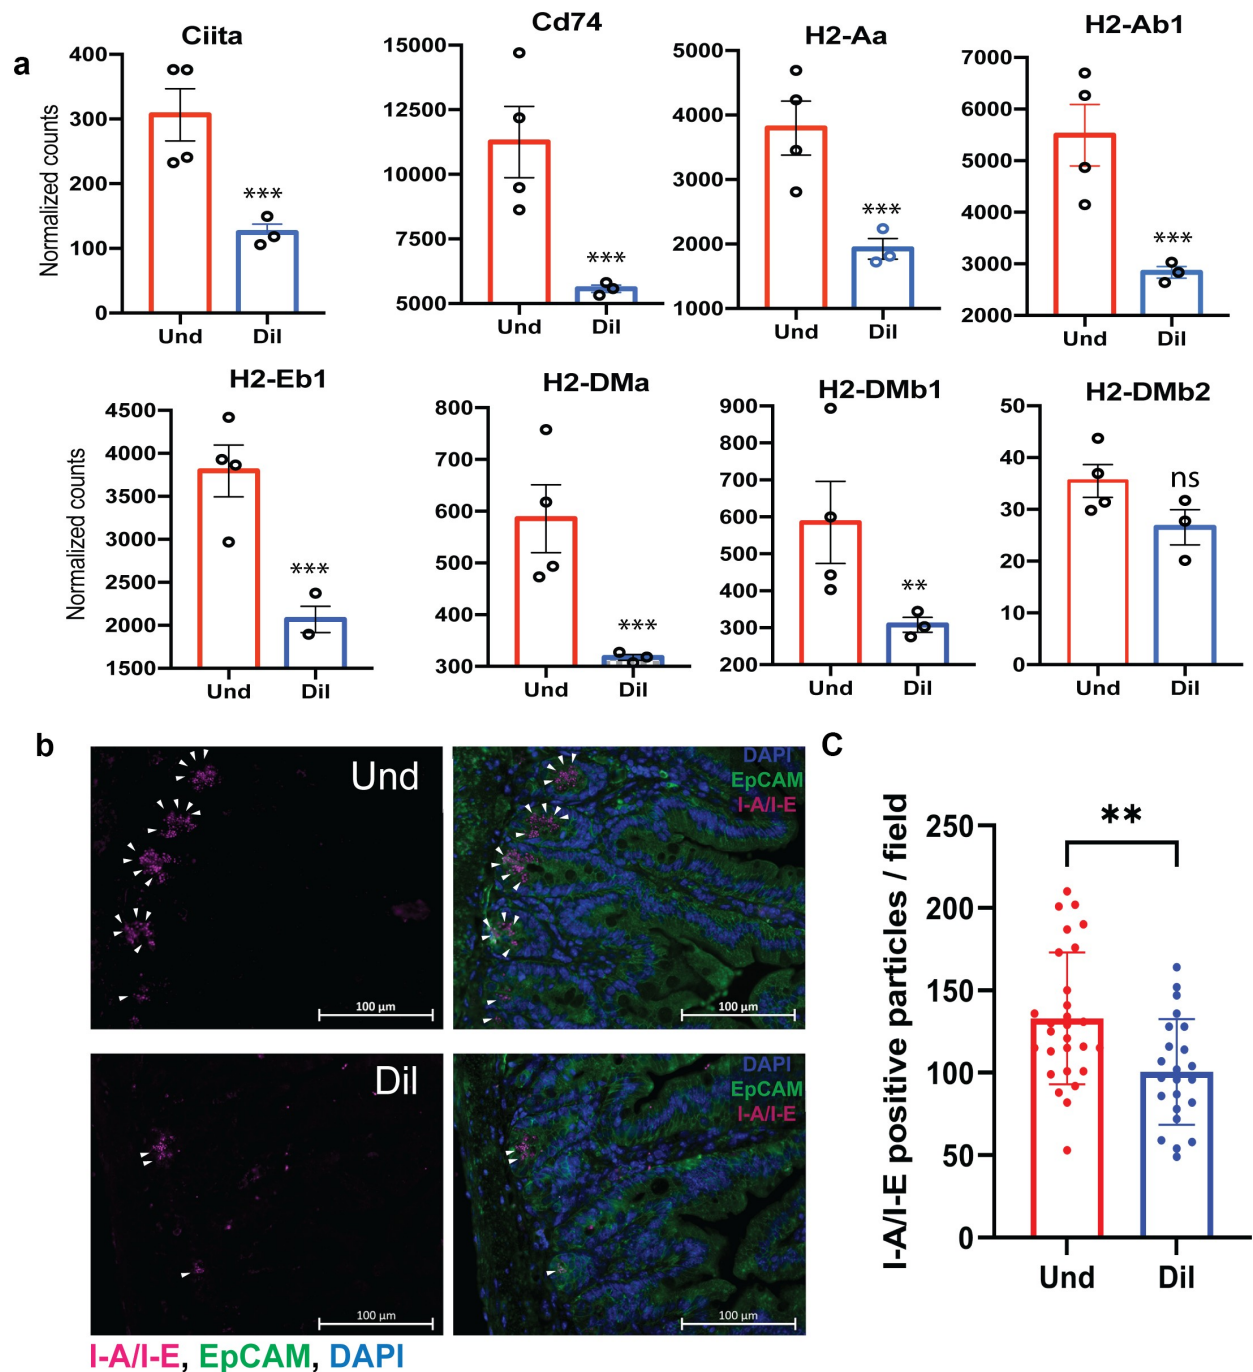 a
Ciita
Normalized counts
400
300
200
100
0
***
Und
Dil
Cd74
15000
12500
10000
7500
5000
***
Und
Dil
H2-Aa
5000
4000
3000
2000
1000
***
Und
Dil
H2-Ab1
7000
6000
5000
4000
3000
2000
***
Und
Dil
H2-Eb1
Normalized counts
4500
4000
3500
3000
2500
2000
1500
***
Und
Dil
H2-DMa
800
700
600
500
400
300
***
Und
Dil
H2-DMb1
900
800
700
600
500
400
300
200
**
Und
Dil
H2-DMb2
50
40
30
20
10
0
ns
Und
Dil
b
Und
100 μm
DAPI
EpCAM
I-A/I-E
100 μm
Dil
100 μm
DAPI
EpCAM
I-A/I-E
100 μm
I-A/I-E, EpCAM, DAPI
C
I-A/I-E positive particles / field
250
200
150
100
50
0
**
Und
Dil